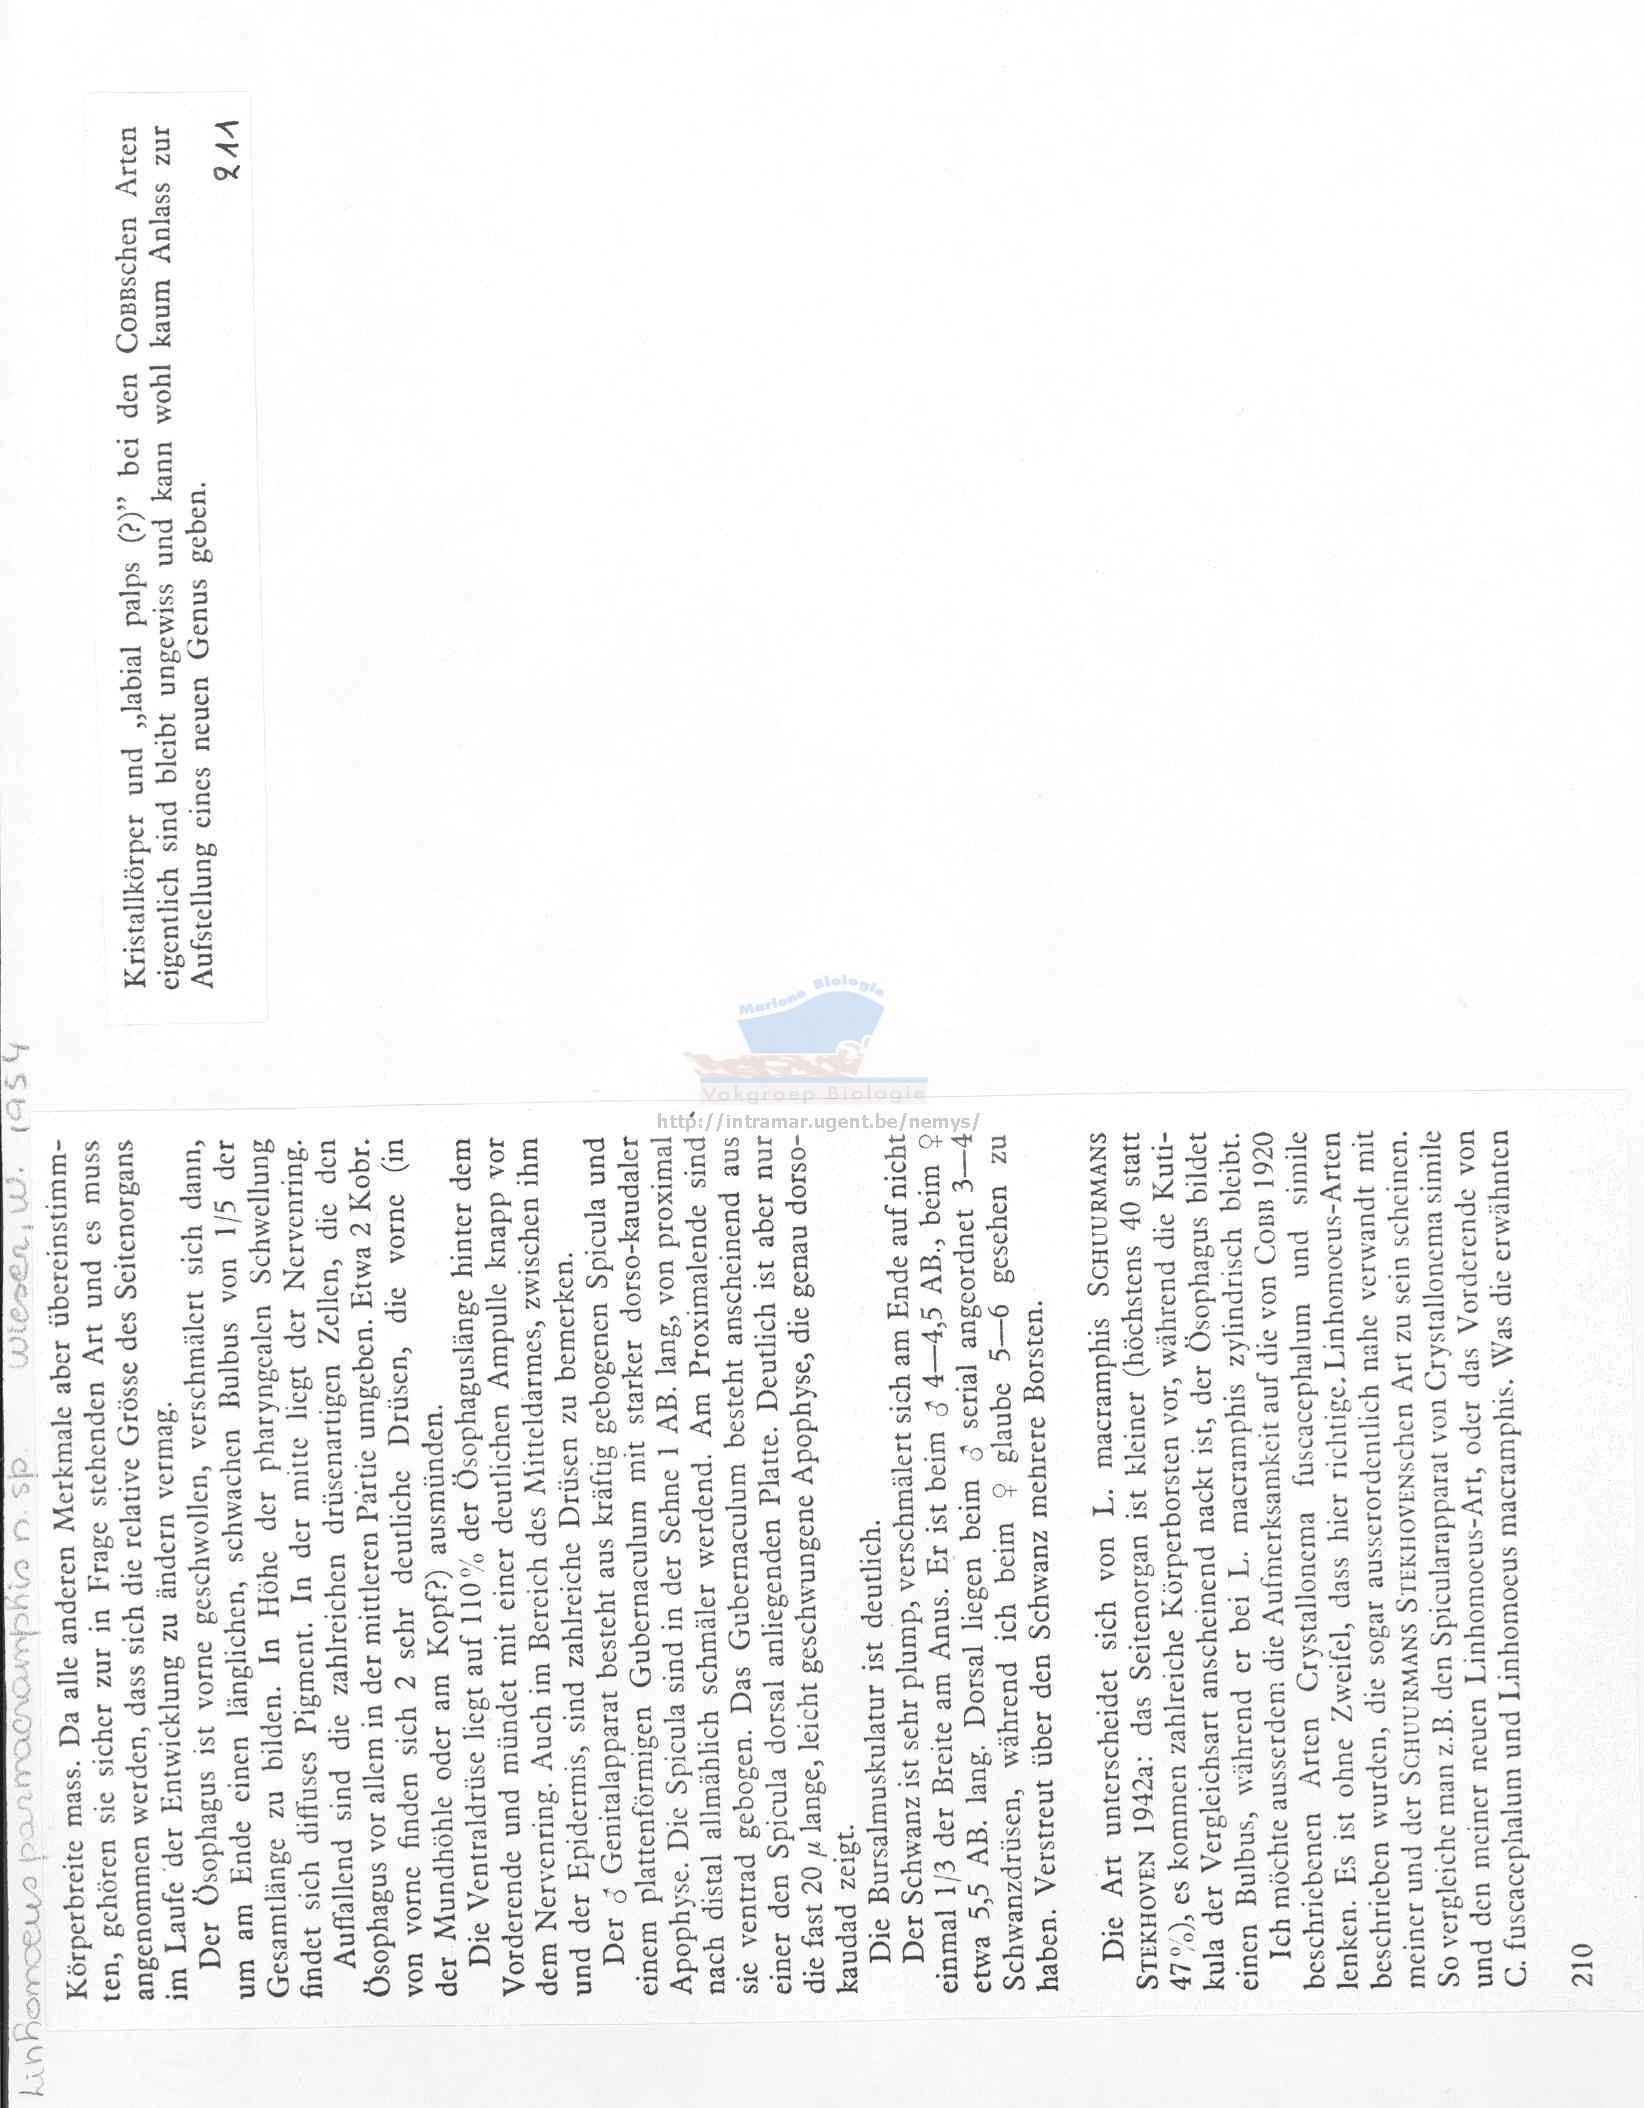 Linhomoeus paramacramphis n. sp. Wieser, W. 1954
Körperbreite mass. Da alle anderen Merkmale aber übereinstimm-
ten, gehören sie sicher zur in Frage stehenden Art und es muss
angenommen werden, dass sich die relative Grösse des Seitenorgans
im Laufe der Entwicklung zu ändern vermag.
Der Ösophagus ist vorne geschwollen, verschmälert sich dann,
um am Ende einen länglichen, schwachen Bulbus von 1/5 der
Gesamtlänge zu bilden. In Höhe der pharyngealen Schwellung
findet sich diffuses Pigment. In der mitte liegt der Nervenring.
Auffallend sind die zahlreichen drüsenartigen Zellen, die den
Ösophagus vor allem in der mittleren Partie umgeben. Etwa 2 Kobr.
von vorne finden sich 2 sehr deutliche Drüsen, die vorne (in
der Mundhöhle oder am Kopf?) ausmünden.
Die Ventraldrüse liegt auf 110% der Ösophaguslänge hinter dem
Vorderende und mündet mit einer deutlichen Ampulle knapp vor
dem Nervenring. Auch im Bereich des Mitteldarmes, zwischen ihm
und der Epidermis, sind zahlreiche Drüsen zu bemerken.
Der ♂ Genitalapparat besteht aus kräftig gebogenen Spicula und
einem plattenförmigen Gubernaculum mit starker dorso-kaudaler
Apophyse. Die Spicula sind in der Sehne 1 AB. lang, von proximal
nach distal allmählich schmäler werdend. Am Proximalende sind
sie ventrad gebogen. Das Gubernaculum besteht anscheinend aus
einer den Spicula dorsal anliegenden Platte. Deutlich ist aber nur
die fast 20 μ lange, leicht geschwungene Apophyse, die genau dorso-
kaudad zeigt.
Die Bursalmuskulatur ist deutlich.
Der Schwanz ist sehr plump, verschmälert sich am Ende auf nicht
einmal 1/3 der Breite am Anus. Er ist beim ♂ 4—4,5 AB., beim ♀
etwa 5,5 AB. lang. Dorsal liegen beim ♂ serial angeordnet 3—4
Schwanzdrüsen, während ich beim ♀ glaube 5—6 gesehen zu
haben. Verstreut über den Schwanz mehrere Borsten.
Die Art unterscheidet sich von L. macramphis SCHUURMANS
STEKHOVEN 1942a: das Seitenorgan ist kleiner (höchstens 40 statt
47%), es kommen zahlreiche Körperborsten vor, während die Kuti-
kula der Vergleichsart anscheinend nackt ist, der Ösophagus bildet
einen Bulbus, während er bei L. macramphis zylindrisch bleibt.
Ich möchte ausserdem die Aufmerksamkeit auf die von COBB 1920
beschriebenen Arten Crystallonema fuscacephalum und simile
lenken. Es ist ohne Zweifel, dass hier richtige Linhomoeus-Arten
beschrieben wurden, die sogar ausserordentlich nahe verwandt mit
meiner und der SCHUURMANS STEKHOVENschen Art zu sein scheinen.
So vergleiche man z.B. den Spicularapparat von Crystallonema simile
und den meiner neuen Linhomoeus-Art, oder das Vorderende von
C. fuscacephalum und Linhomoeus macramphis. Was die erwähnten
210
Kristallkörper und „labial palps (?)” bei den COBBschen Arten
eigentlich sind bleibt ungewiss und kann wohl kaum Anlass zur
Aufstellung eines neuen Genus geben.
211
Mariene Biologie
Vakgroep Biologie
http://intramar.ugent.be/nemys/